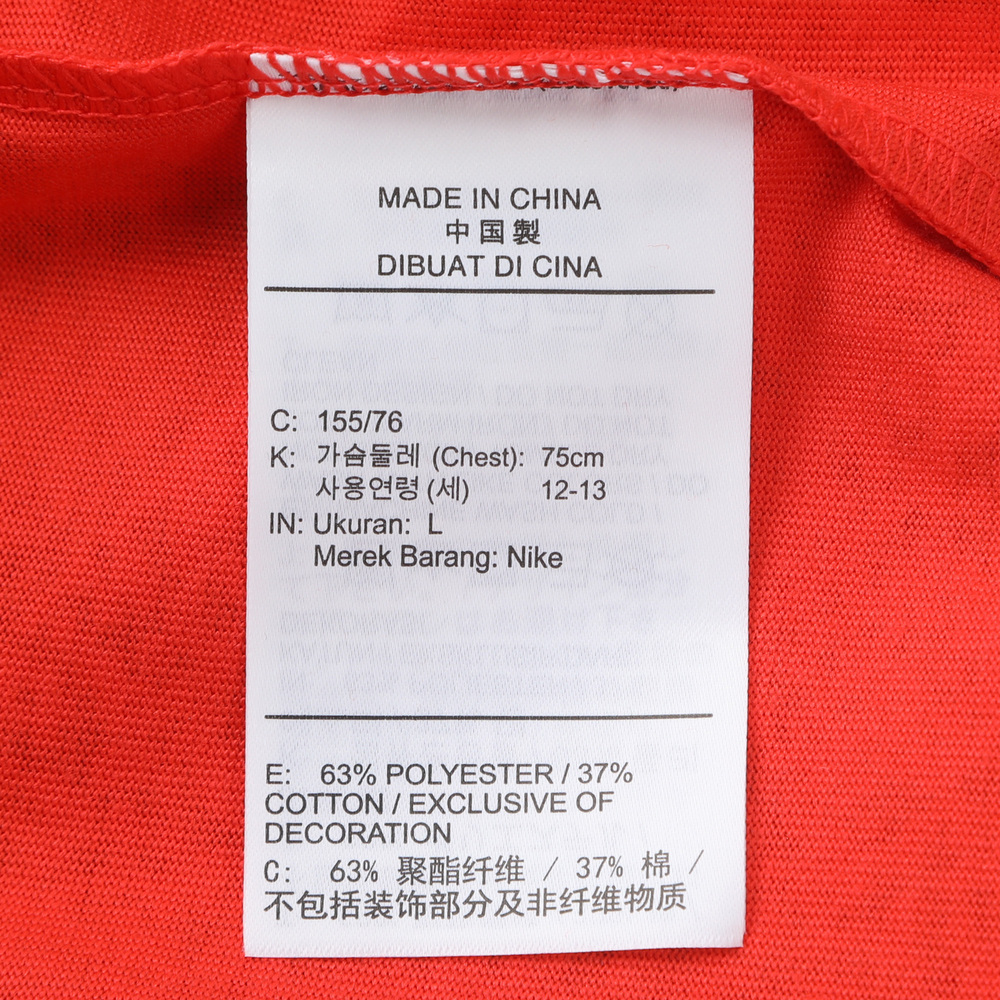 MADE IN CHINA
中国製
DIBUAT DI CINA
C: 155/76
K: 가슴둘레 (Chest): 75cm
사용연령 (세) 12-13
IN: Ukuran: L
Merek Barang: Nike
E: 63% POLYESTER / 37%
COTTON / EXCLUSIVE OF
DECORATION
C: 63% 聚酯纤维 / 37% 棉 /
不包括装饰部分及非纤维物质